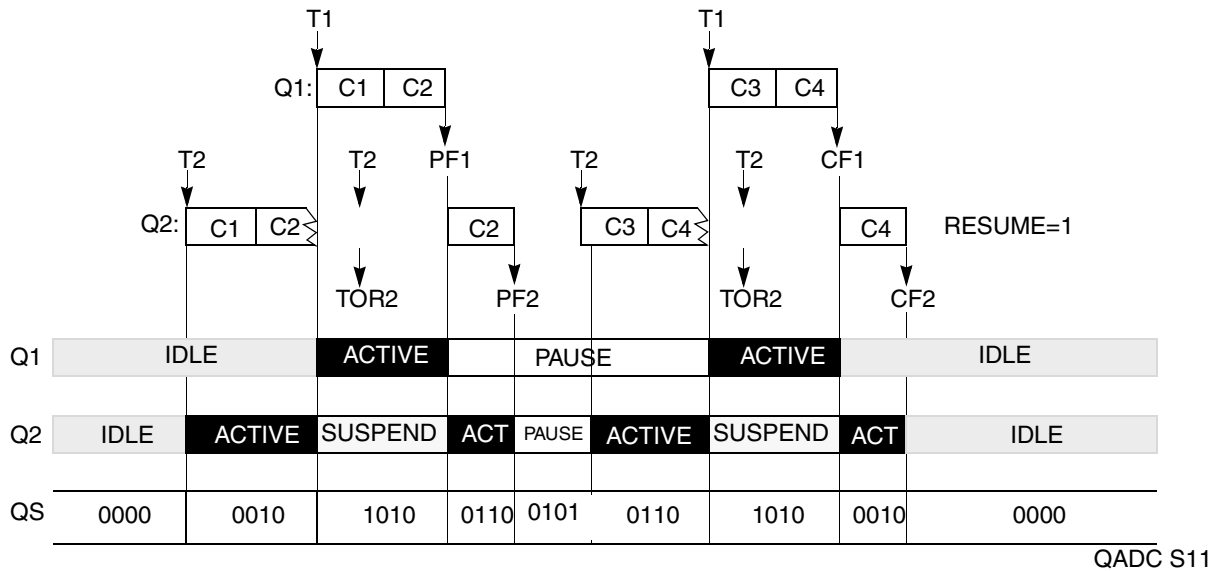 T1 T1
Q1: C1 C2 C3 C4
T2 T2 PF1 T2 T2 CF1
Q2: C1 C2 C2 C3 C4 C4 RESUME=1
TOR2 PF2 TOR2 CF2
Q1 IDLE ACTIVE PAUSE ACTIVE IDLE
Q2 IDLE ACTIVE SUSPEND ACT PAUSE ACTIVE SUSPEND ACT IDLE
QS 0000 0010 1010 0110 0101 0110 1010 0010 0000
QADC S11